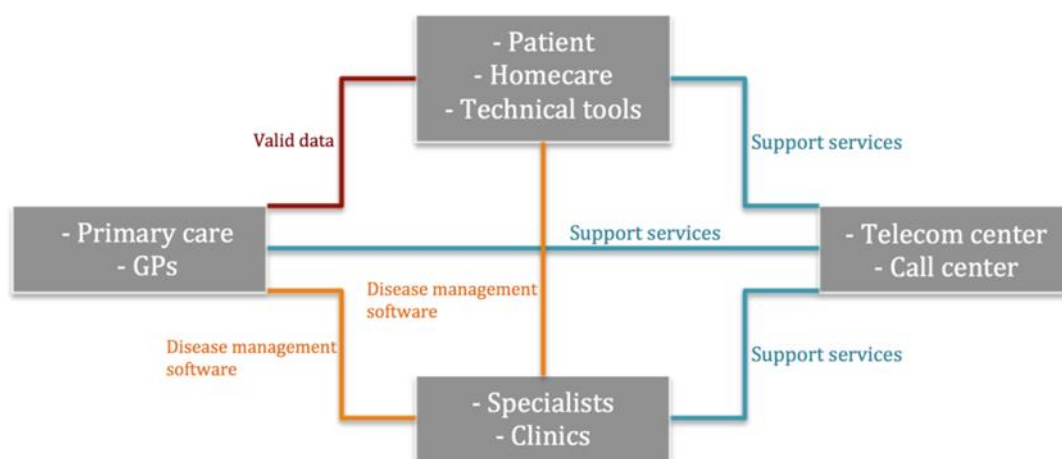 - Patient
- Homecare
- Technical tools
Valid data
Support services
- Primary care
- GPs
Support services
- Telecom center
- Call center
Disease management
software
Disease management
software
Support services
- Specialists
- Clinics